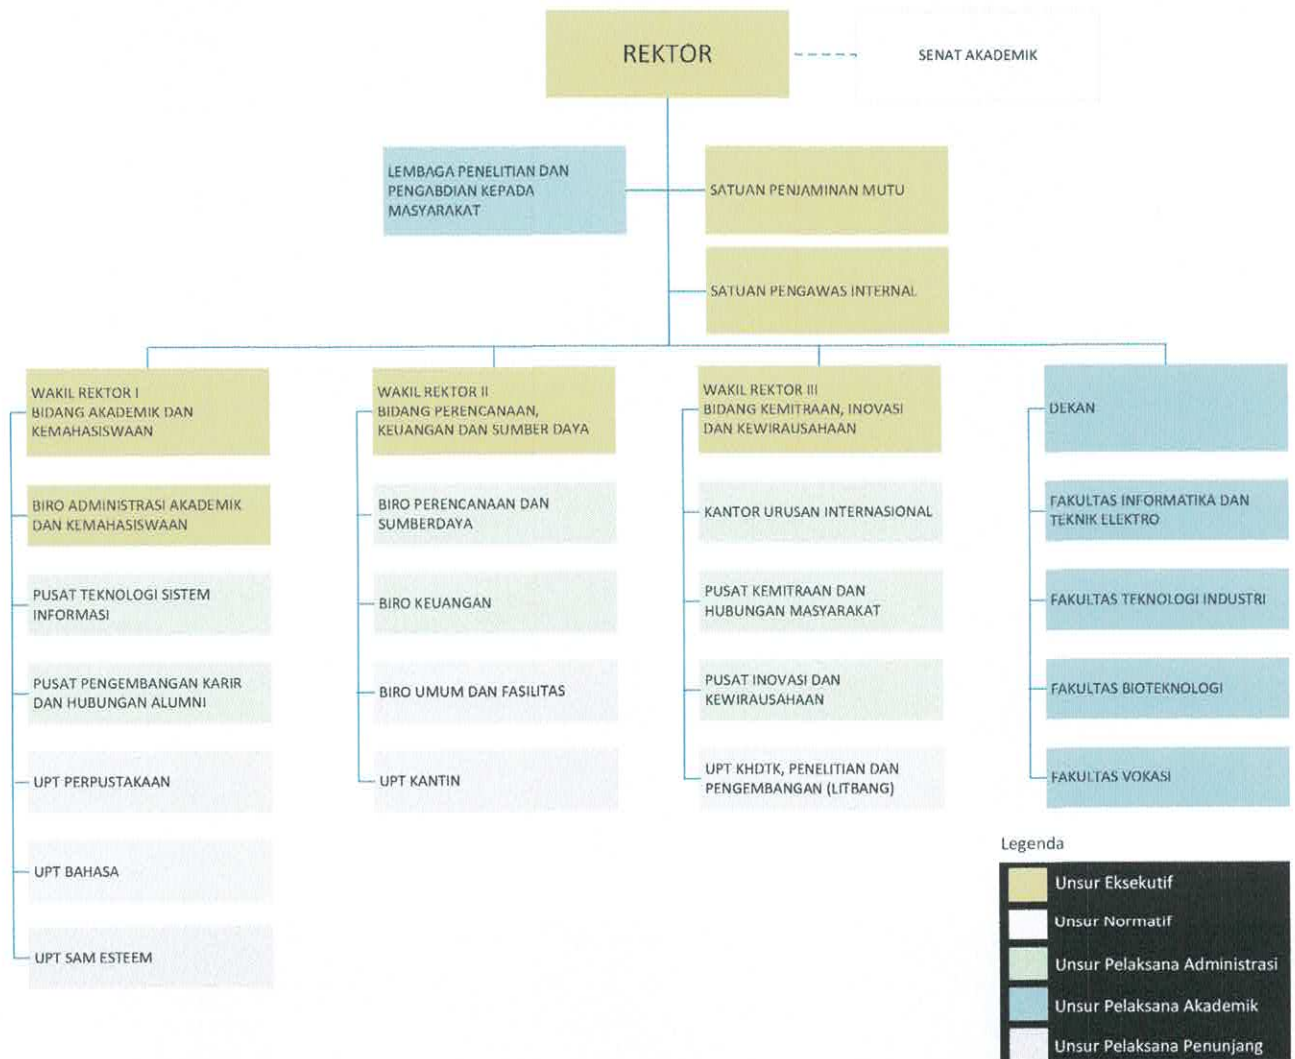 REKTOR
SENAT AKADEMIK
LEMBAGA PENELITIAN DAN
PENGABDIAN KEPADA
MASYARAKAT
SATUAN PENJAMINAN MUTU
SATUAN PENGAWAS INTERNAL
WAKIL REKTOR I
BIDANG AKADEMIK DAN
KEMAHASISWAAN
BIRO ADMINISTRASI AKADEMIK
DAN KEMAHASISWAAN
PUSAT TEKNOLOGI SISTEM
INFORMASI
PUSAT PENGEMBANGAN KARIR
DAN HUBUNGAN ALUMNI
UPT PERPUSTAKAAN
UPT BAHASA
UPT SAM ESTEEM
WAKIL REKTOR II
BIDANG PERENCANAAN,
KEUANGAN DAN SUMBER DAYA
BIRO PERENCANAAN DAN
SUMBERDAYA
BIRO KEUANGAN
BIRO UMUM DAN FASILITAS
UPT KANTIN
WAKIL REKTOR III
BIDANG KEMITRAAN, INOVASI
DAN KEWIRAUSAHAAN
KANTOR URUSAN INTERNASIONAL
PUSAT KEMITRAAN DAN
HUBUNGAN MASYARAKAT
PUSAT INOVASI DAN
KEWIRAUSAHAAN
UPT KHDTK, PENELITIAN DAN
PENGEMBANGAN (LITBANG)
DEKAN
FAKULTAS INFORMATIKA DAN
TEKNIK ELEKTRO
FAKULTAS TEKNOLOGI INDUSTRI
FAKULTAS BIOTEKNOLOGI
FAKULTAS VOKASI
Legenda
Unsur Eksekutif
Unsur Normatif
Unsur Pelaksana Administrasi
Unsur Pelaksana Akademik
Unsur Pelaksana Penunjang